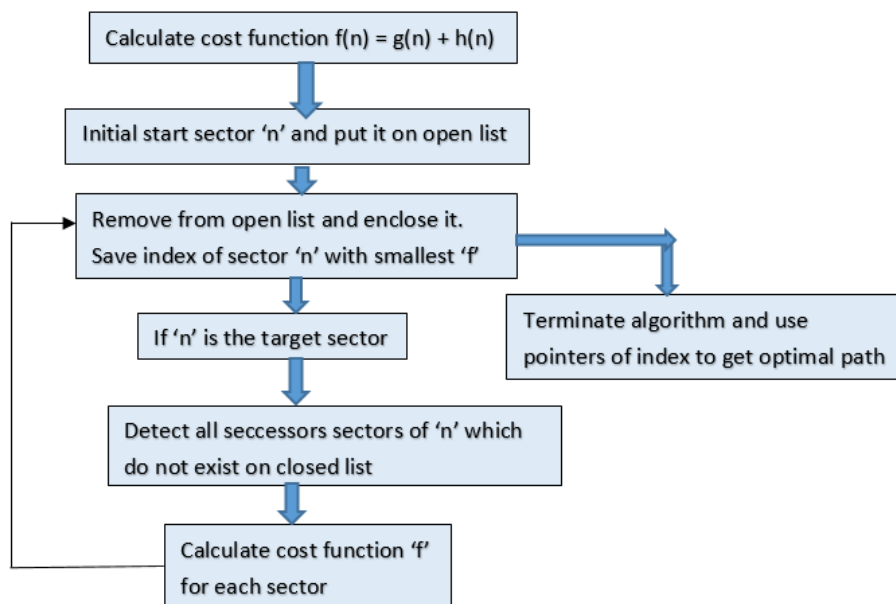 Calculate cost function f(n) = g(n) + h(n)
Initial start sector ‘n’ and put it on open list
Remove from open list and enclose it.
Save index of sector ‘n’ with smallest ‘f’
If ‘n’ is the target sector
Terminate algorithm and use
pointers of index to get optimal path
Detect all seccessors sectors of ‘n’ which
do not exist on closed list
Calculate cost function ‘f’
for each sector